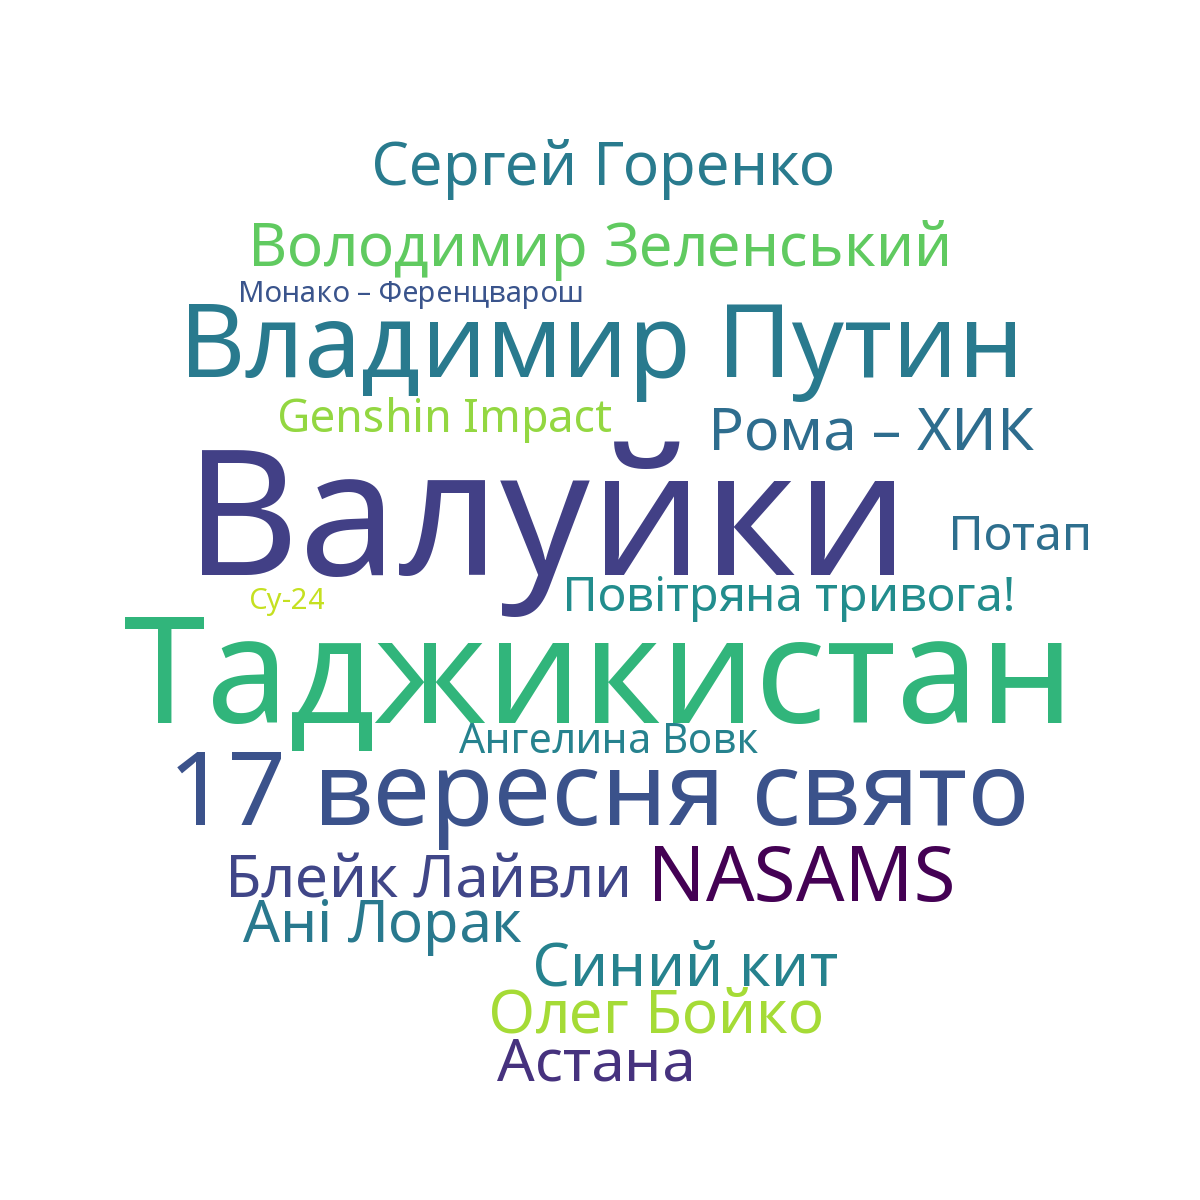 Сергей Горенко
Володимир Зеленський
Монако – Ференцварош
Владимир Путин
Genshin Impact
Рома – ХИК
Валуйки
Потап
Су-24
Повітряна тривога!
Таджикистан
Ангелина Вовк
17 вересня свято
Блейк Лайвли
NASAMS
Ані Лорак
Синий кит
Олег Бойко
Астана